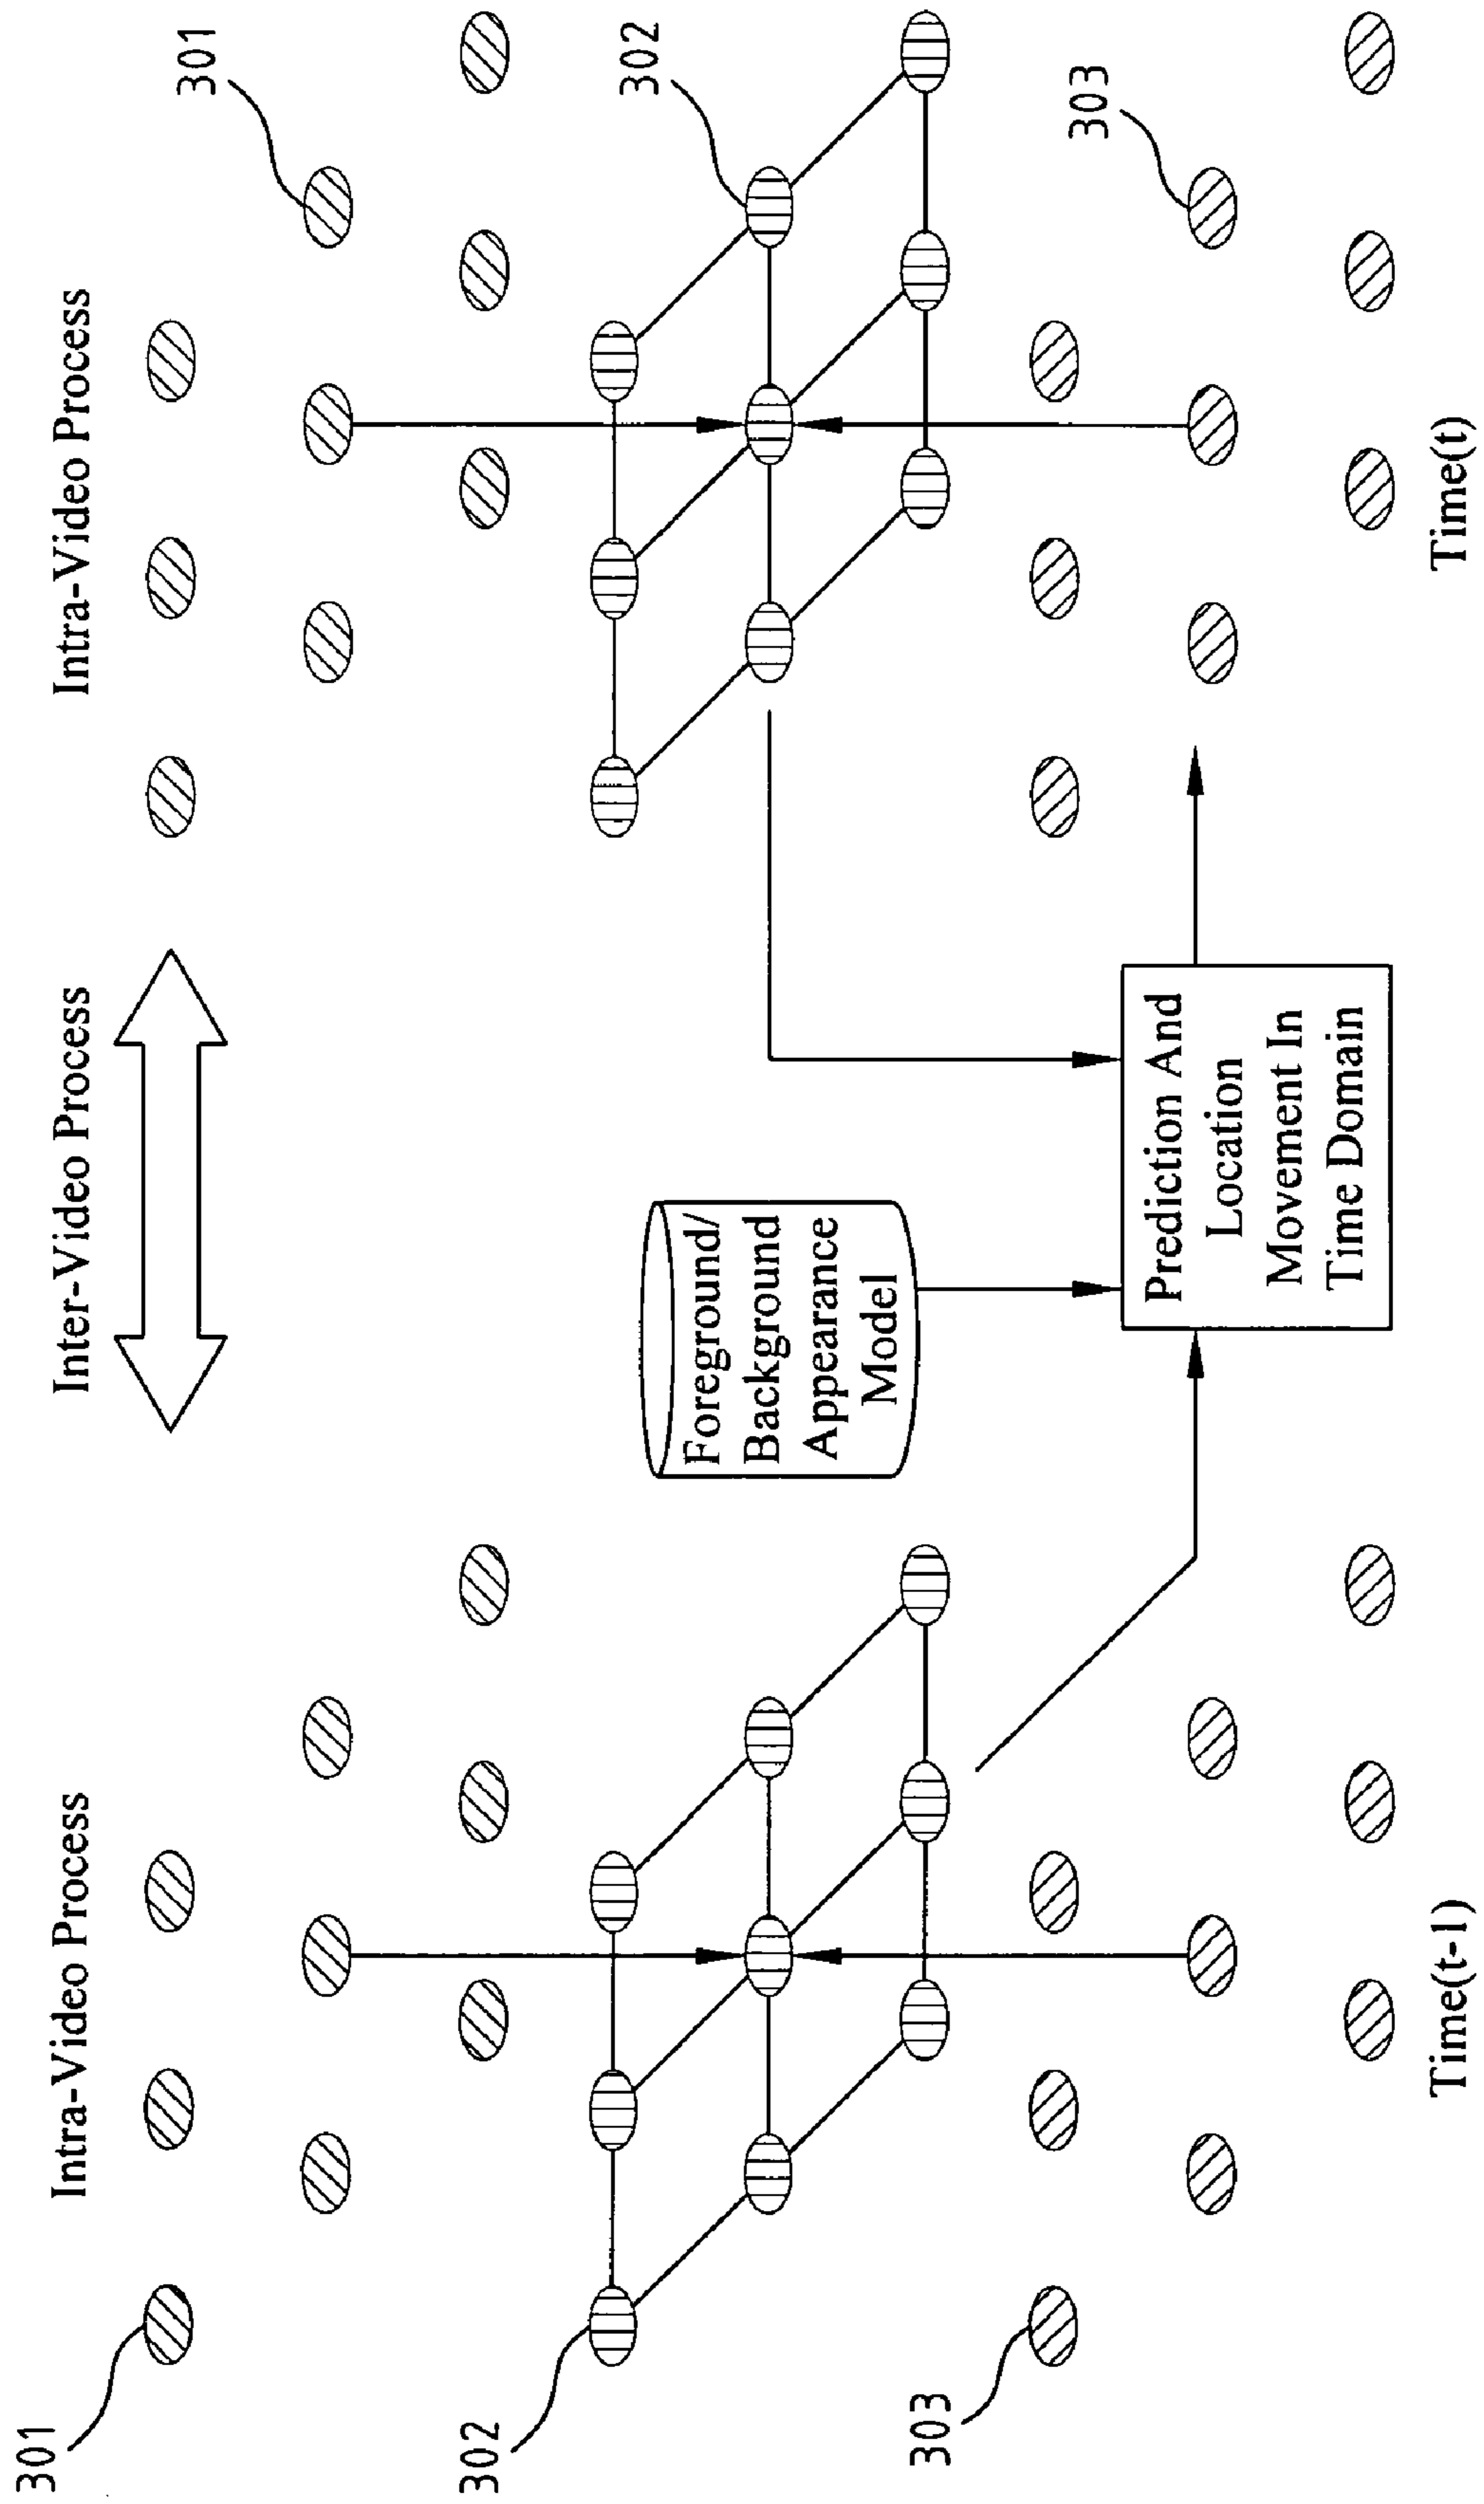 Intra-Video Process
Inter-Video Process
Intra-Video Process
301
301
302
302
303
303
Foreground/
Background
Appearance
Model
Prediction And
Location
Movement In
Time Domain
Time(t-1)
Time(t)